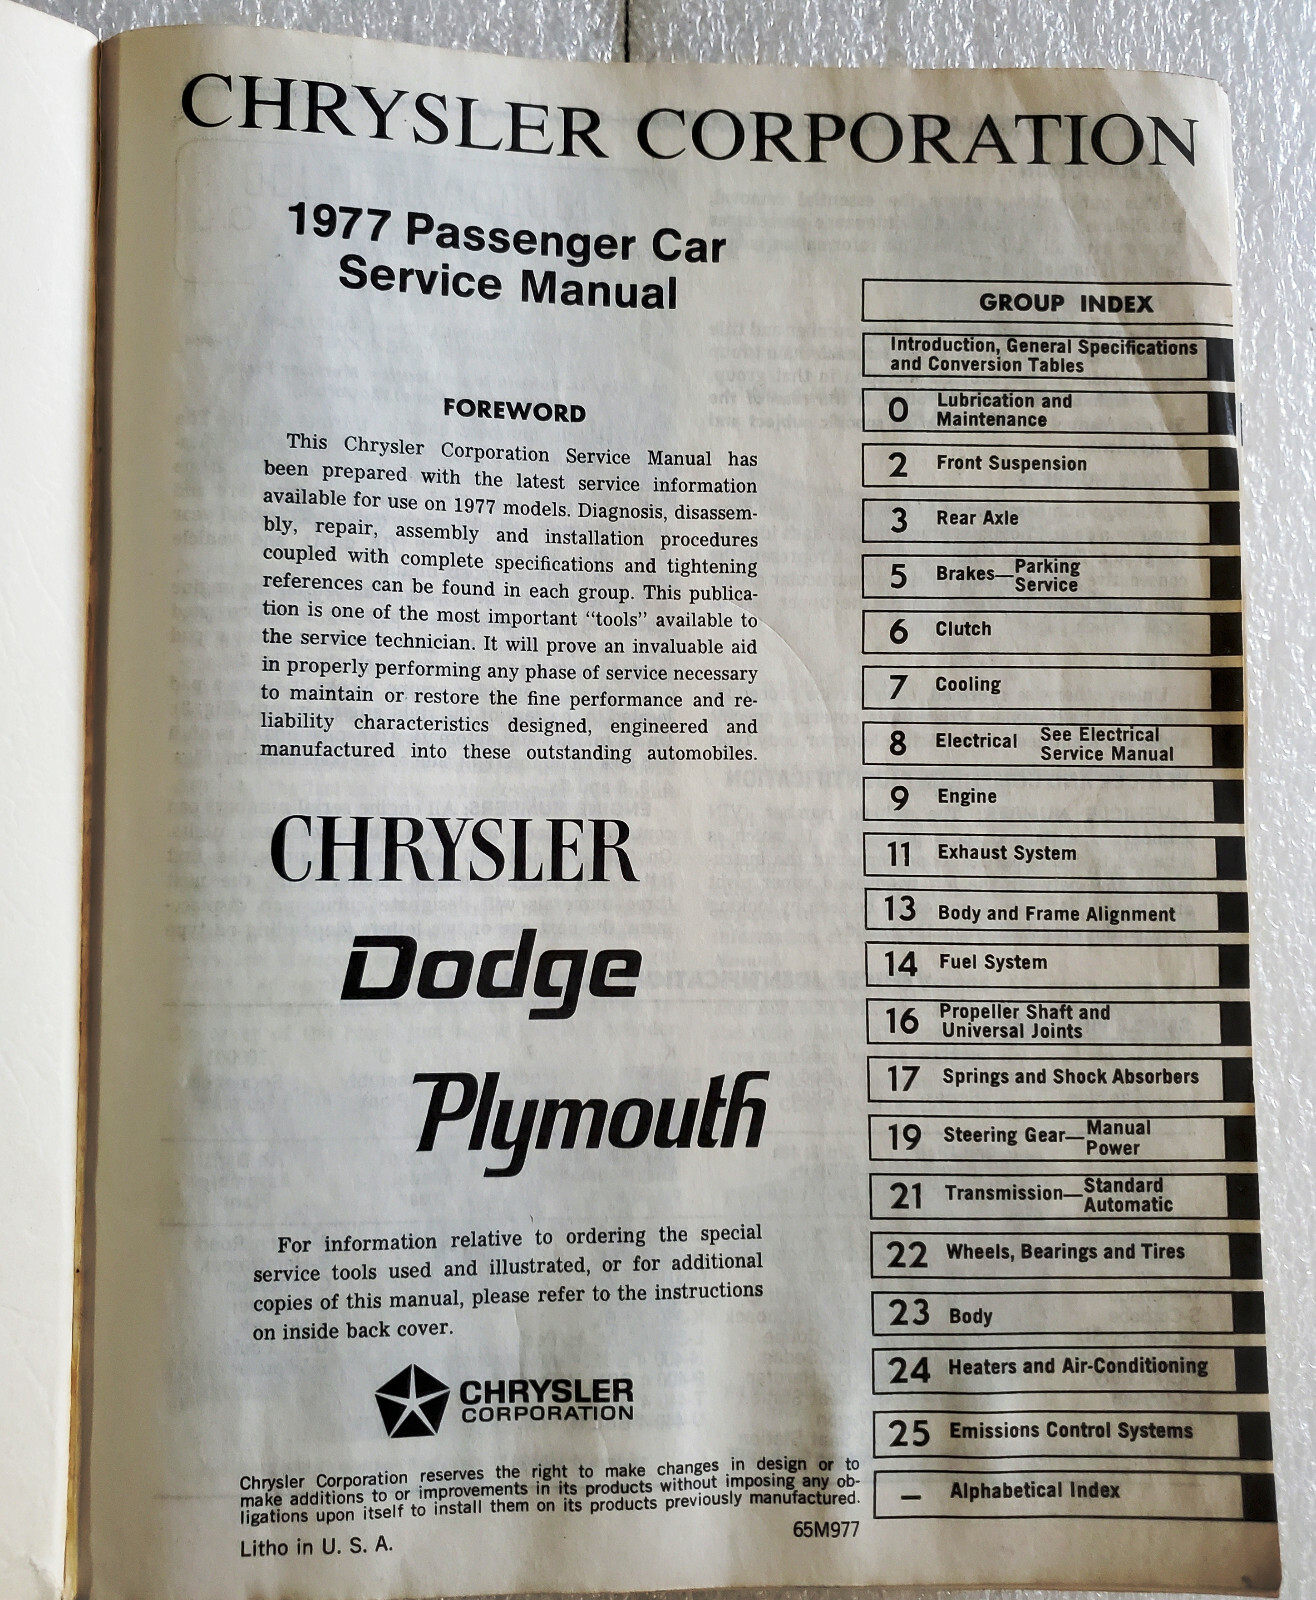 CHRYSLER CORPORATION
1977 Passenger Car
Service Manual
FOREWORD
This Chrysler Corporation Service Manual has
been prepared with the latest service information
available for use on 1977 models. Diagnosis, disassem-
bly, repair, assembly and installation procedures
coupled with complete specifications and tightening
references can be found in each group. This publica-
tion is one of the most important “tools” available to
the service technician. It will prove an invaluable aid
in properly performing any phase of service necessary
to maintain or restore the fine performance and re-
liability characteristics designed, engineered and
manufactured into these outstanding automobiles.
CHRYSLER
Dodge
Plymouth
For information relative to ordering the special
service tools used and illustrated, or for additional
copies of this manual, please refer to the instructions
on inside back cover.
CHRYSLER
CORPORATION
Chrysler Corporation reserves the right to make changes in design or to
make additions to or improvements in its products without imposing any ob-
ligations upon itself to install them on its products previously manufactured.
65M977
Litho in U. S. A.
GROUP INDEX
Introduction, General Specifications
and Conversion Tables
0 Lubrication and
Maintenance
2 Front Suspension
3 Rear Axle
5 Brakes—Parking
Service
6 Clutch
7 Cooling
8 Electrical See Electrical
Service Manual
9 Engine
11 Exhaust System
13 Body and Frame Alignment
14 Fuel System
16 Propeller Shaft and
Universal Joints
17 Springs and Shock Absorbers
19 Steering Gear—Manual
Power
21 Transmission—Standard
Automatic
22 Wheels, Bearings and Tires
23 Body
24 Heaters and Air-Conditioning
25 Emissions Control Systems
— Alphabetical Index